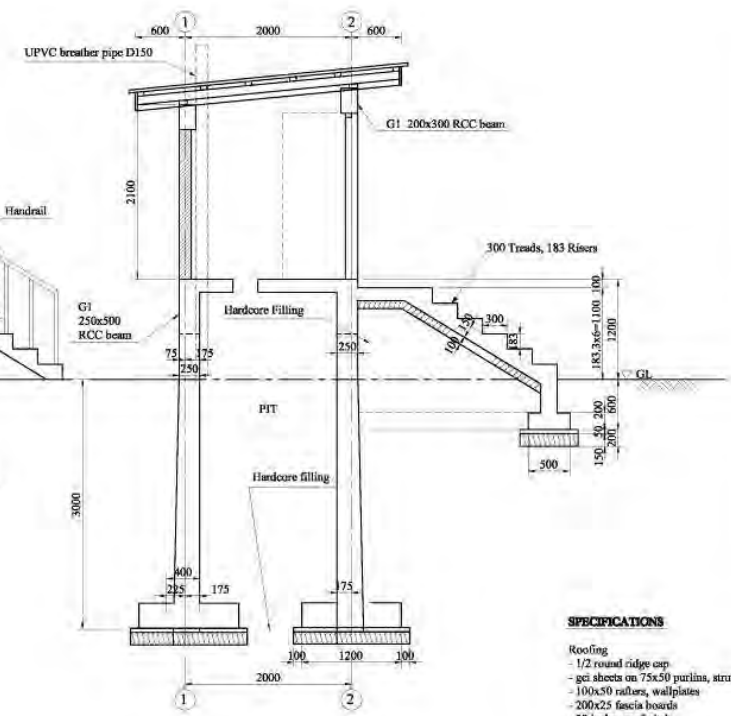 1
2
600
2000
600
UPVC breather pipe D150
G1 200x300 RCC beam
2100
Handrail
300 Treads, 183 Risers
G1
250x500
RCC beam
Hardcore Filling
100
183,3x6=1100
1200
150
300
100
183
75
175
250
250
GL
PIT
200
600
50
150
200
500
Hardcore filling
3000
400
225
175
175
100
1200
100
2000
1
2
SPECIFICATIONS
Roofing
- 1/2 round ridge cap
- gci sheets on 75x50 purlins, stru
- 100x50 rafters, wallplates
- 200x25 fascia boards